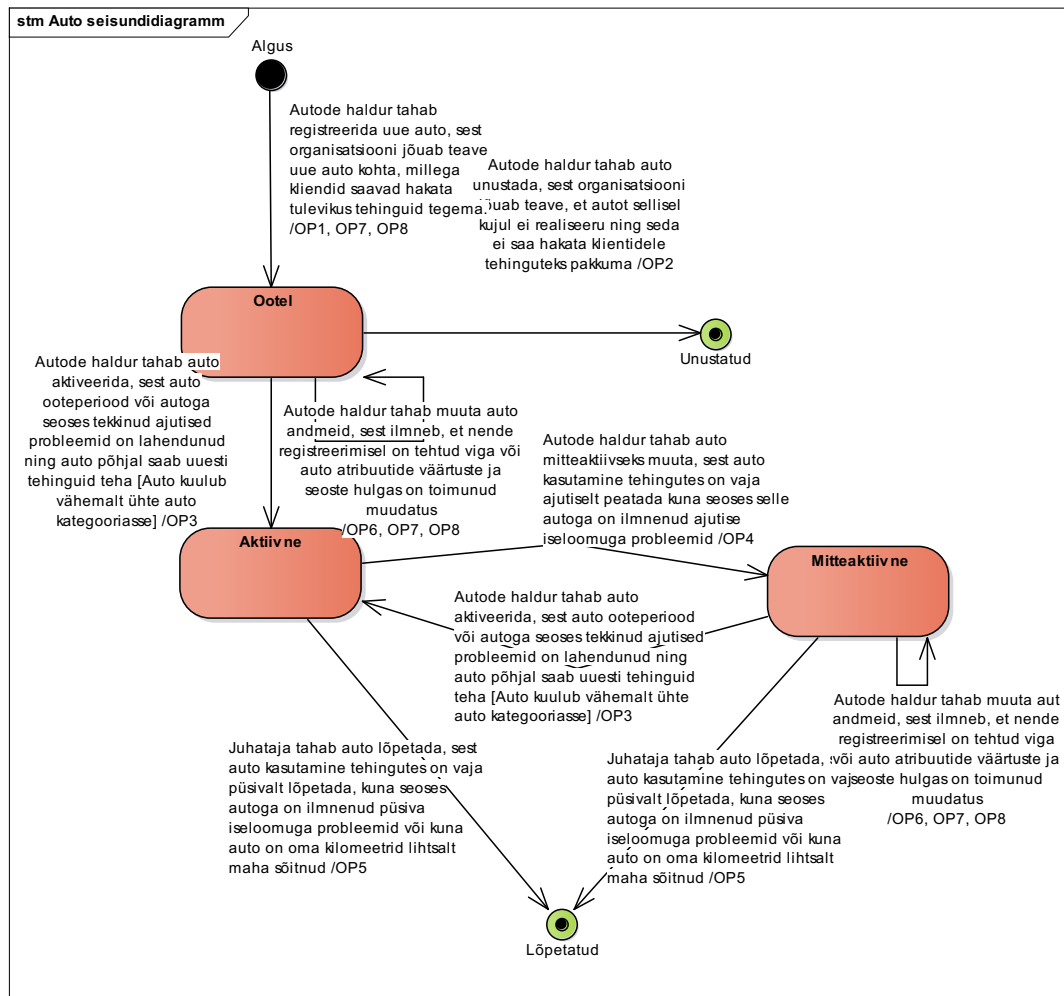 stm Auto seisundidiagramm
Algus
Autode haldur tahab
registreerida uue auto, sest
organisatsiooni jõuab teave
uue auto kohta, millega
kliendid saavad hakata
tulevikus tehinguid tegema.
/OP1, OP7, OP8
Autode haldur tahab auto
unustada, sest organisatsiooni
jõuab teave, et autot sellisel
kujul ei realiseeru ning seda
ei saa hakata klientidele
tehinguteks pakkuma /OP2
Ootel
Unustatud
Autode haldur tahab auto
aktiveerida, sest auto
ooteperiood või autoga
seoses tekkinud ajutised
probleemid on lahendunud
ning auto põhjal saab uuesti
tehinguid teha [Auto kuulub
vähemalt ühte auto
kategooriasse] /OP3
Autode haldur tahab muuta auto
andmeid, sest ilmneb, et nende
registreerimisel on tehtud viga või
auto atribuutide väärtuste ja
seoste hulgas on toimunud
muudatus
/OP6, OP7, OP8
Autode haldur tahab auto
mitteaktiivseks muuta, sest auto
kasutamine tehingutes on vaja
ajutiselt peatada kuna seoses selle
autoga on ilmnenud ajutise
iseloomuga probleemid /OP4
Aktiivne
Mitteaktiivne
Autode haldur tahab auto
aktiveerida, sest auto ooteperiood
või autoga seoses tekkinud ajutised
probleemid on lahendunud ning
auto põhjal saab uuesti tehinguid
teha [Auto kuulub vähemalt ühte
auto kategooriasse] /OP3
Autode haldur tahab muuta aut
andmeid, sest ilmneb, et nende
registreerimisel on tehtud viga
või auto atribuutide väärtuste ja
seoste hulgas on toimunud
muudatus
/OP6, OP7, OP8
Juhataja tahab auto lõpetada, sest
auto kasutamine tehingutes on vaja
püsivalt lõpetada, kuna seoses
autoga on ilmnenud püsiva
iseloomuga probleemid või kuna
auto on oma kilomeetrid lihtsalt
maha sõitnud /OP5
Juhataja tahab auto lõpetada,
auto kasutamine tehingutes on vaj
püsivalt lõpetada, kuna seoses
autoga on ilmnenud püsiva
iseloomuga probleemid või kuna
auto on oma kilomeetrid lihtsalt
maha sõitnud /OP5
Lõpetatud